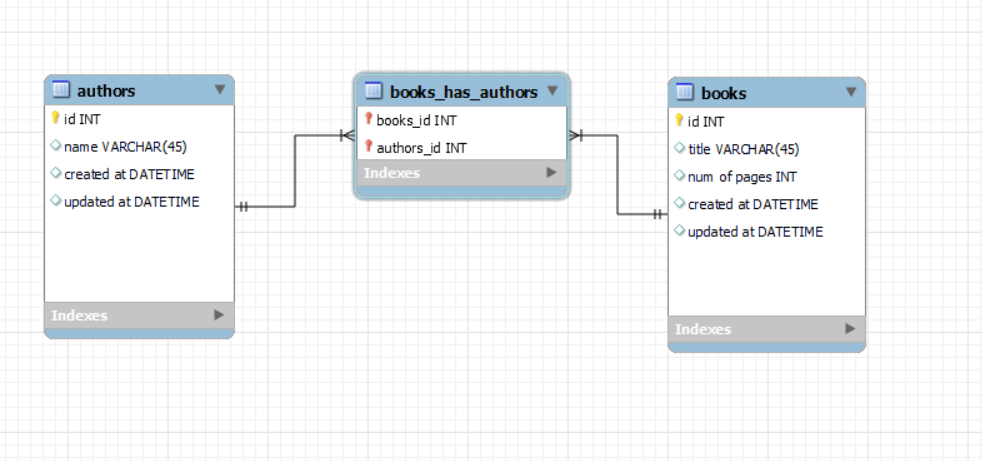 authors
id INT
name VARCHAR(45)
created at DATETIME
updated at DATETIME
Indexes
books_has_authors
books_id INT
authors_id INT
Indexes
books
id INT
title VARCHAR(45)
num of pages INT
created at DATETIME
updated at DATETIME
Indexes